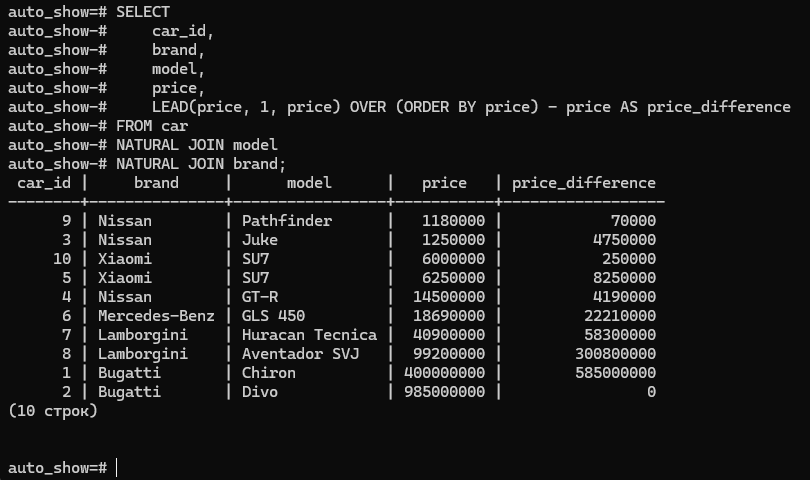 auto_show=# SELECT
auto_show-#     car_id,
auto_show-#     brand,
auto_show-#     model,
auto_show-#     price,
auto_show-#     LEAD(price, 1, price) OVER (ORDER BY price) - price AS price_difference
auto_show-# FROM car
auto_show-# NATURAL JOIN model
auto_show-# NATURAL JOIN brand;
 car_id |     brand     |      model      |   price   | price_difference
--------+---------------+-----------------+-----------+------------------
      9 | Nissan        | Pathfinder      |   1180000 |            70000
      3 | Nissan        | Juke            |   1250000 |          4750000
     10 | Xiaomi        | SU7             |   6000000 |           250000
      5 | Xiaomi        | SU7             |   6250000 |          8250000
      4 | Nissan        | GT-R            |  14500000 |          4190000
      6 | Mercedes-Benz | GLS 450         |  18690000 |         22210000
      7 | Lamborgini    | Huracan Tecnica |  40900000 |         58300000
      8 | Lamborgini    | Aventador SVJ   |  99200000 |        300800000
      1 | Bugatti       | Chiron          | 400000000 |        585000000
      2 | Bugatti       | Divo            | 985000000 |                0
(10 строк)
auto_show=#